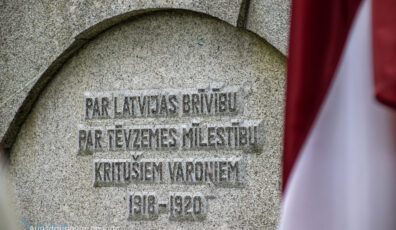 PAR LATVIJAS BRĪVĪBU
PAR TĒVZEMES MĪLESTĪBU
KRITUŠIEM VAROŅIEM
1918-1920